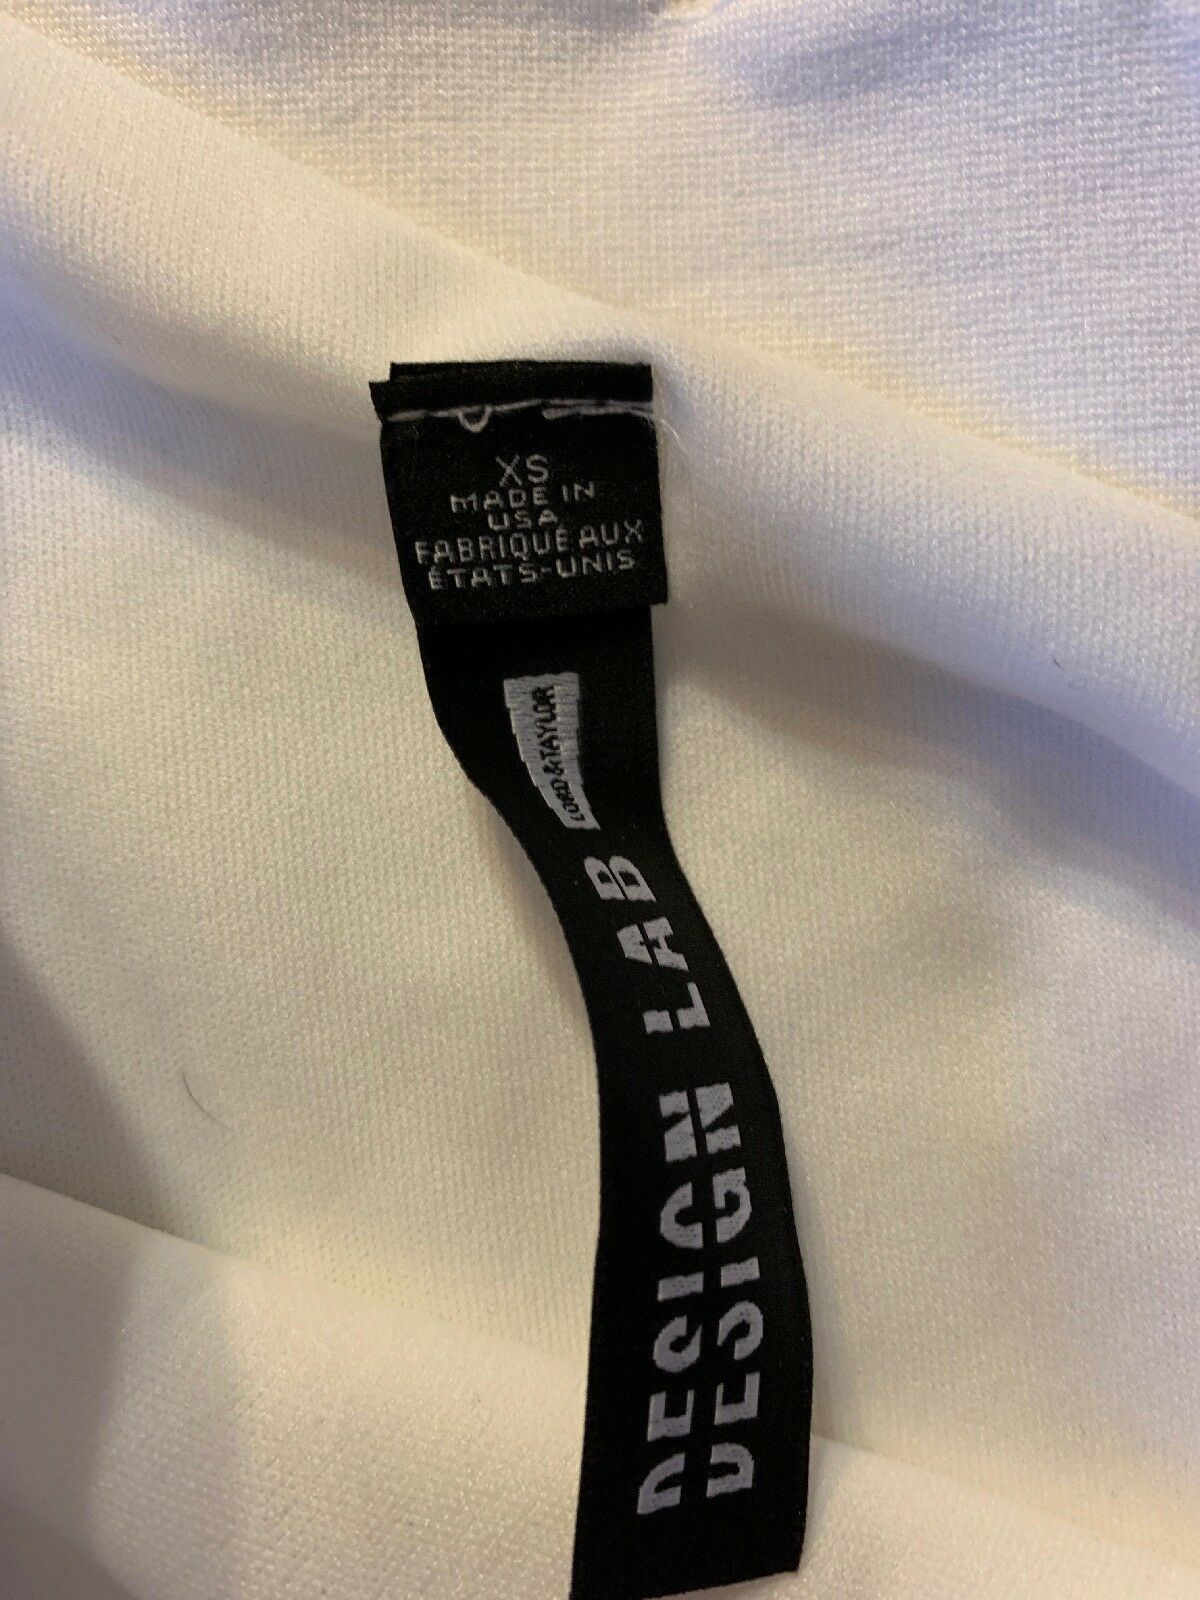 XS
MADE IN
USA
FABRIQUÉ AUX
ÉTATS-UNIS
LORD & TAYLOR
DESIGN LAB